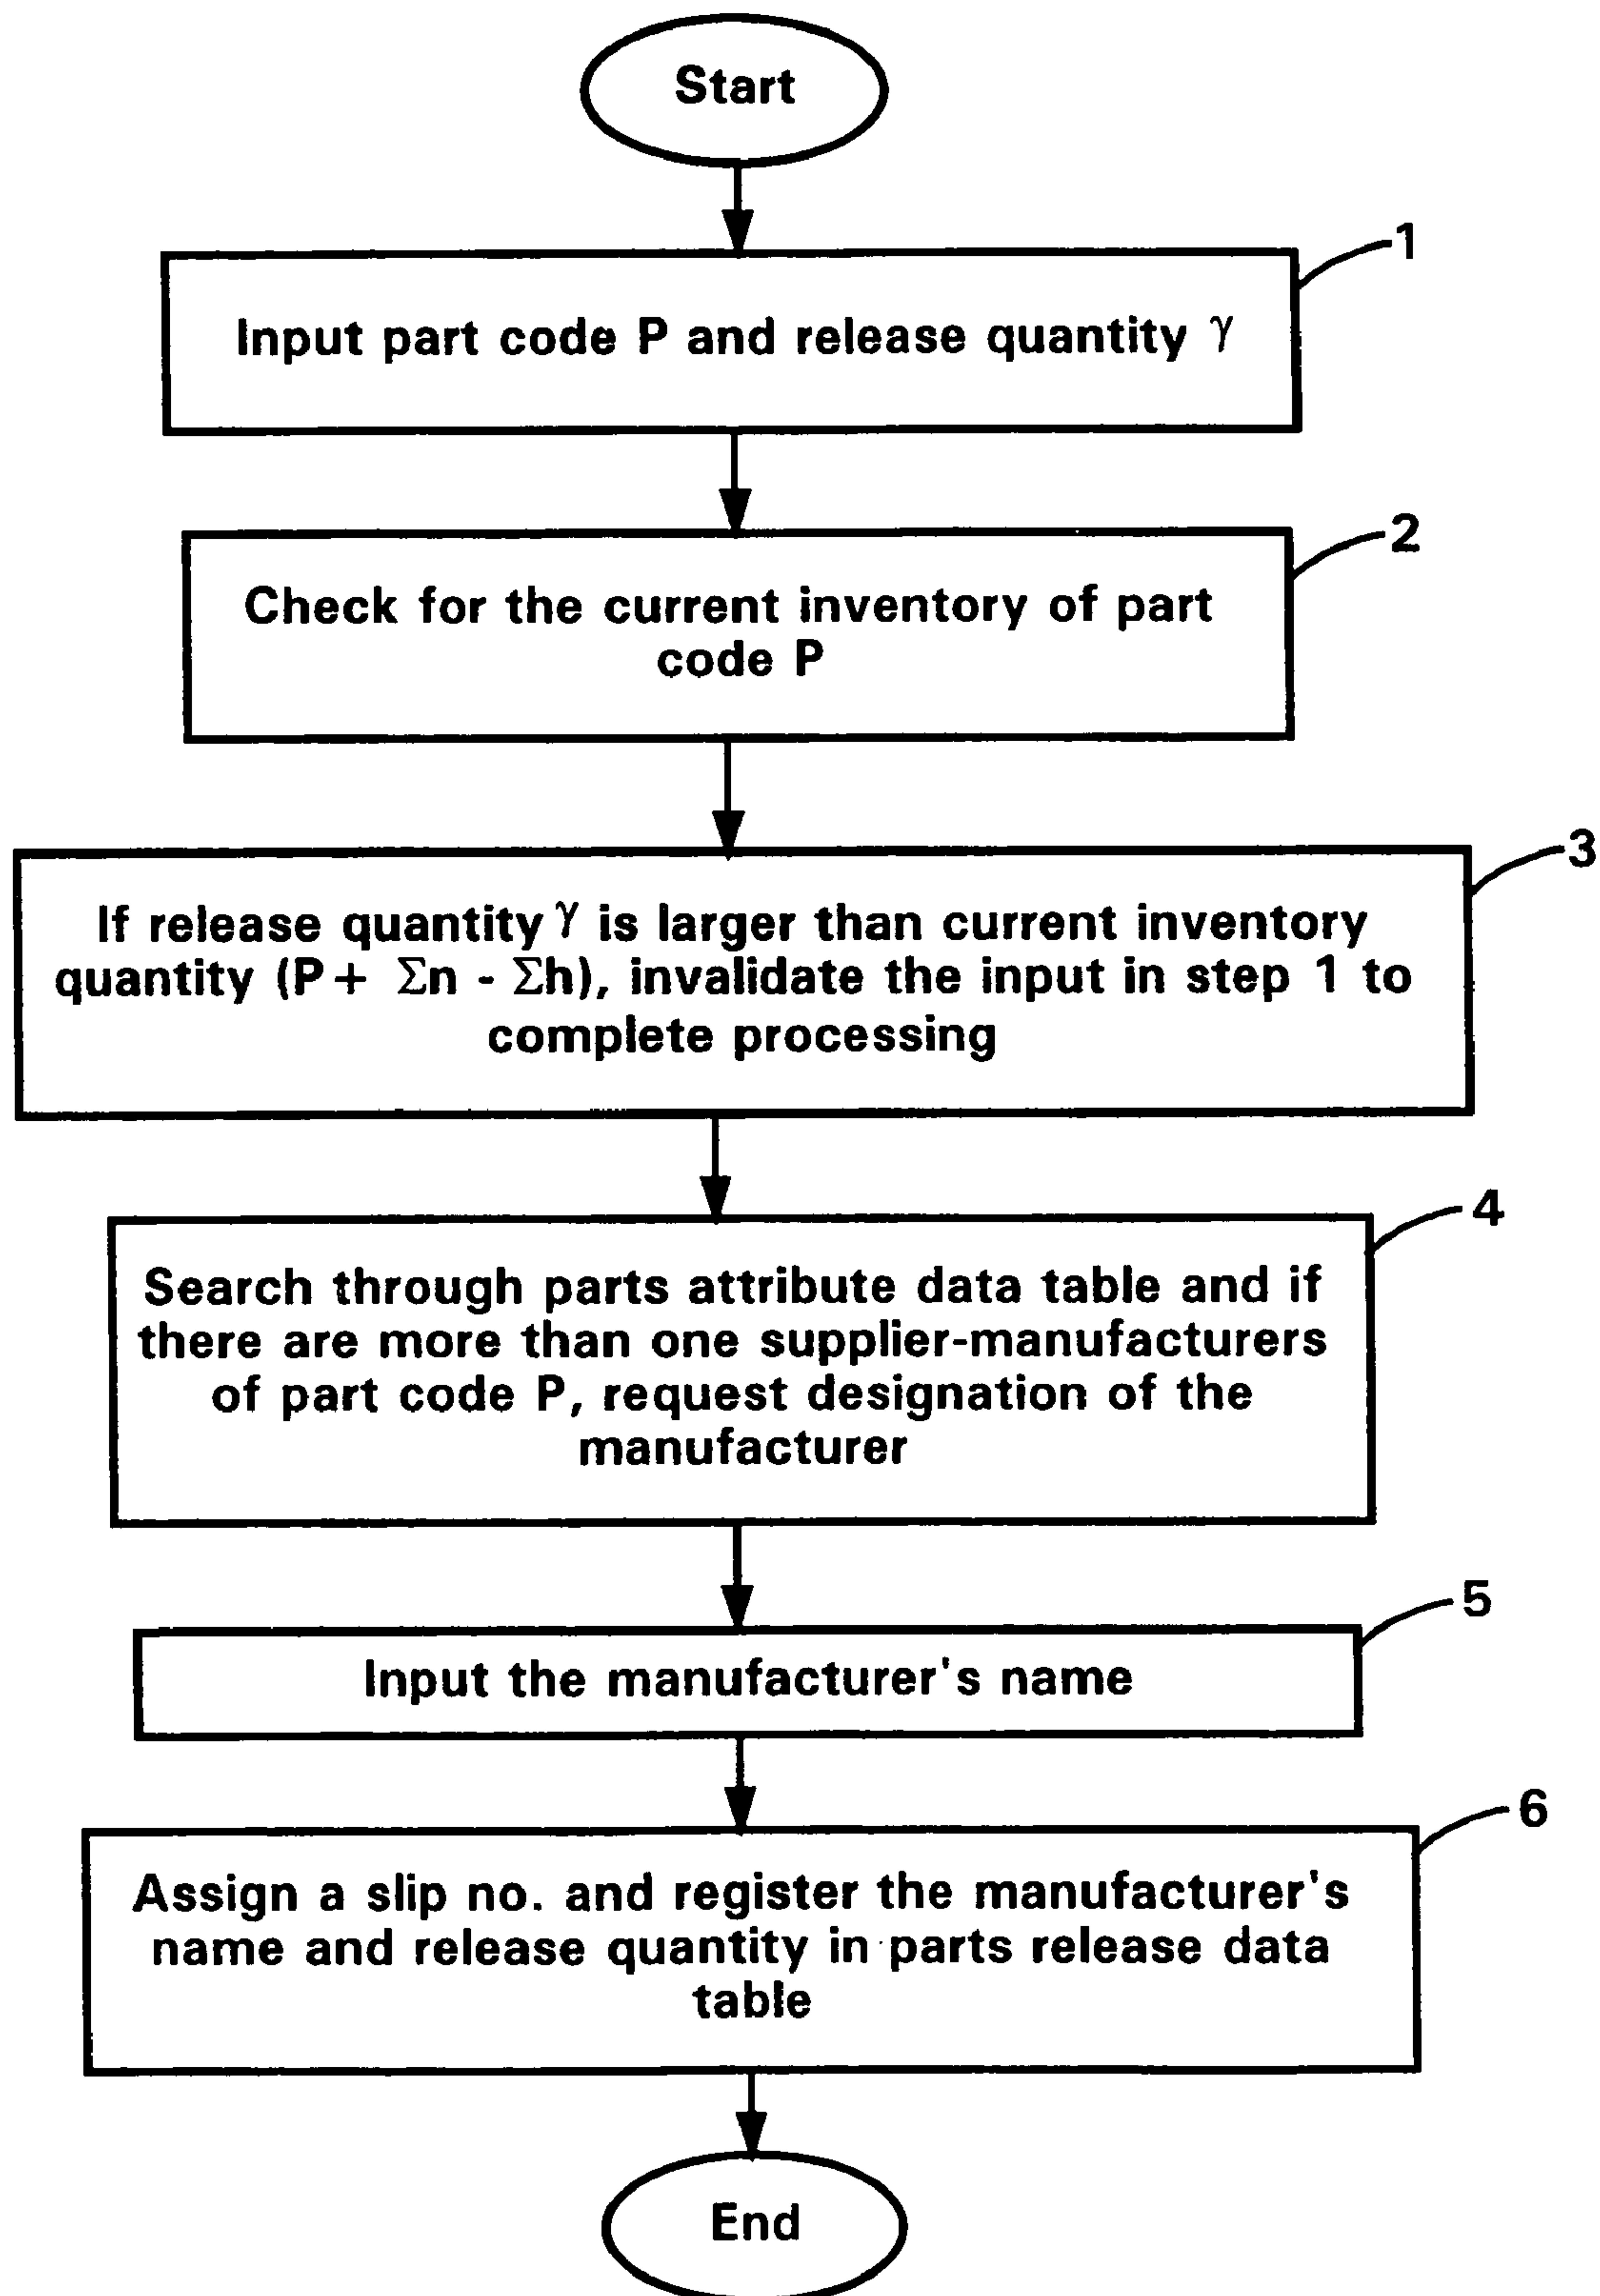 Start
1
Input part code P and release quantity γ
2
Check for the current inventory of part
code P
3
If release quantity γ is larger than current inventory
quantity (P+ Σn - Σh), invalidate the input in step 1 to
complete processing
4
Search through parts attribute data table and if
there are more than one supplier-manufacturers
of part code P, request designation of the
manufacturer
5
Input the manufacturer's name
6
Assign a slip no. and register the manufacturer's
name and release quantity in parts release data
table
End